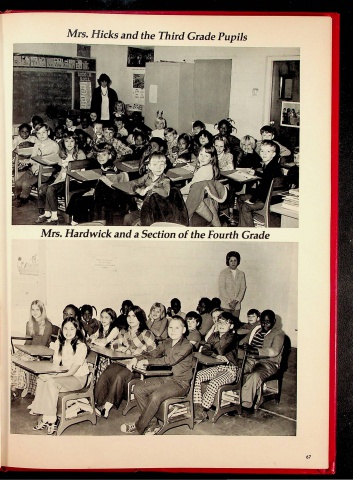 Mrs. Hicks and the Third Grade Pupils
Mrs. Hardwick and a Section of the Fourth Grade
67